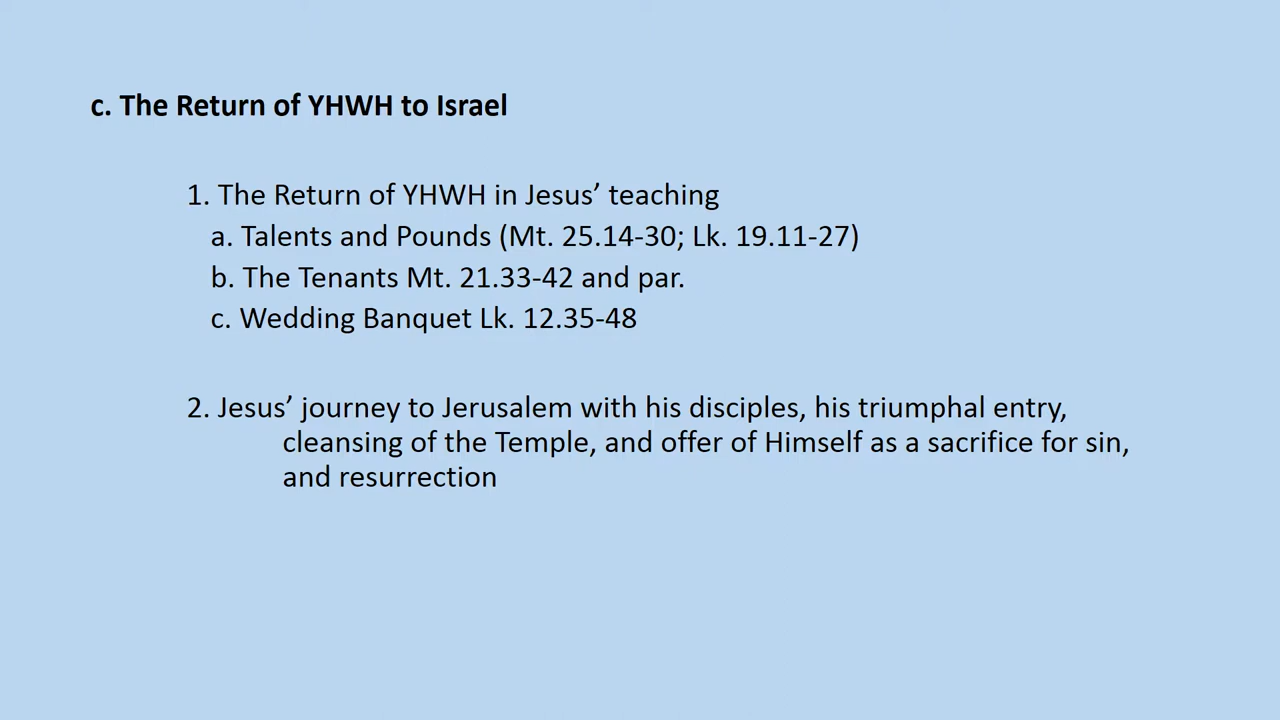 c. The Return of YHWH to Israel
1. The Return of YHWH in Jesus’ teaching
a. Talents and Pounds (Mt. 25.14-30; Lk. 19.11-27)
b. The Tenants Mt. 21.33-42 and par.
c. Wedding Banquet Lk. 12.35-48
2. Jesus’ journey to Jerusalem with his disciples, his triumphal entry,
cleansing of the Temple, and offer of Himself as a sacrifice for sin,
and resurrection